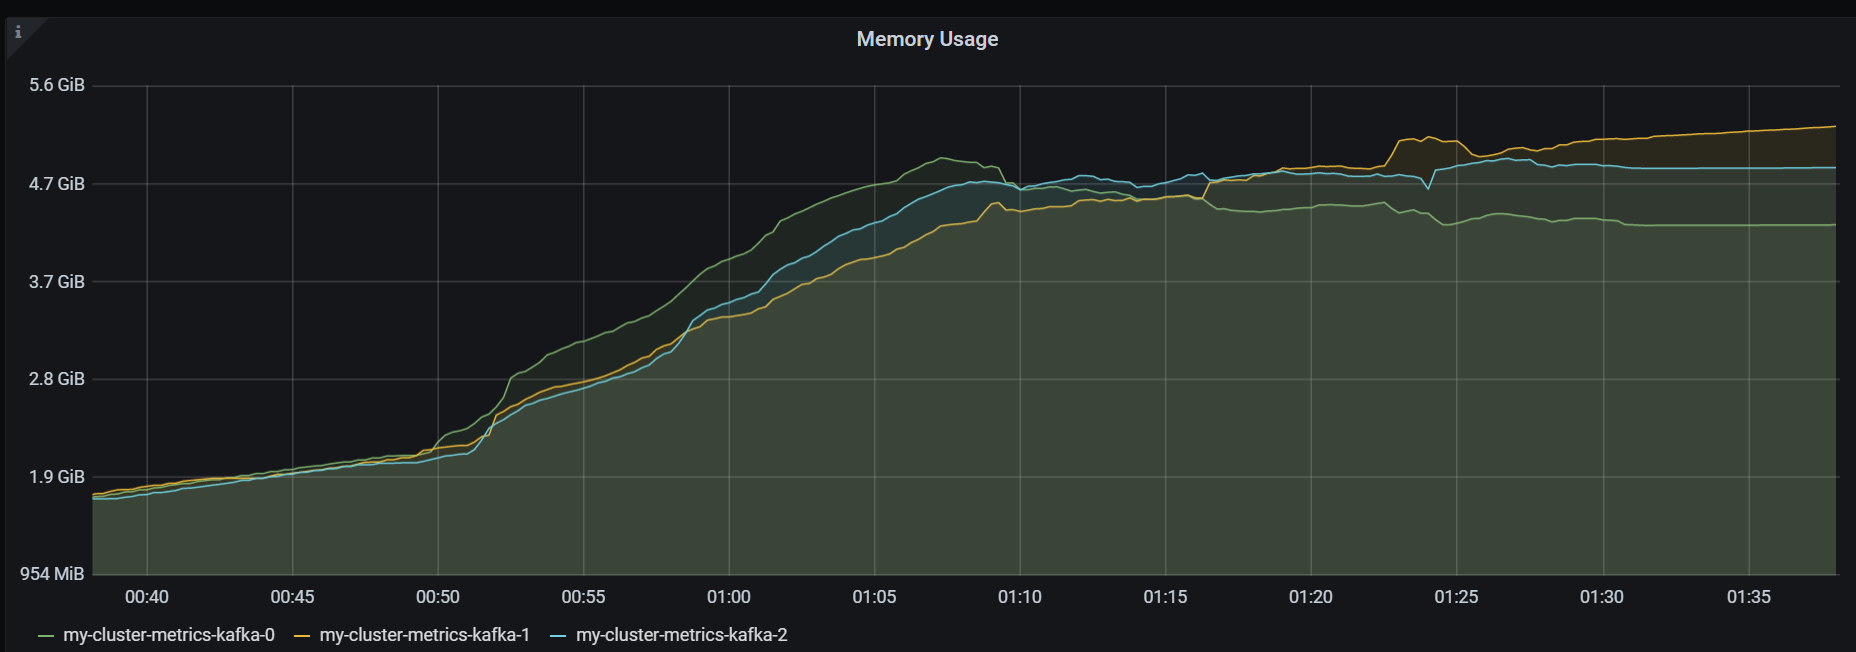 i
Memory Usage
5.6 GiB
4.7 GiB
3.7 GiB
2.8 GiB
1.9 GiB
954 MiB
00:40 00:45 00:50 00:55 01:00 01:05 01:10 01:15 01:20 01:25 01:30 01:35
my-cluster-metrics-kafka-0 my-cluster-metrics-kafka-1 my-cluster-metrics-kafka-2